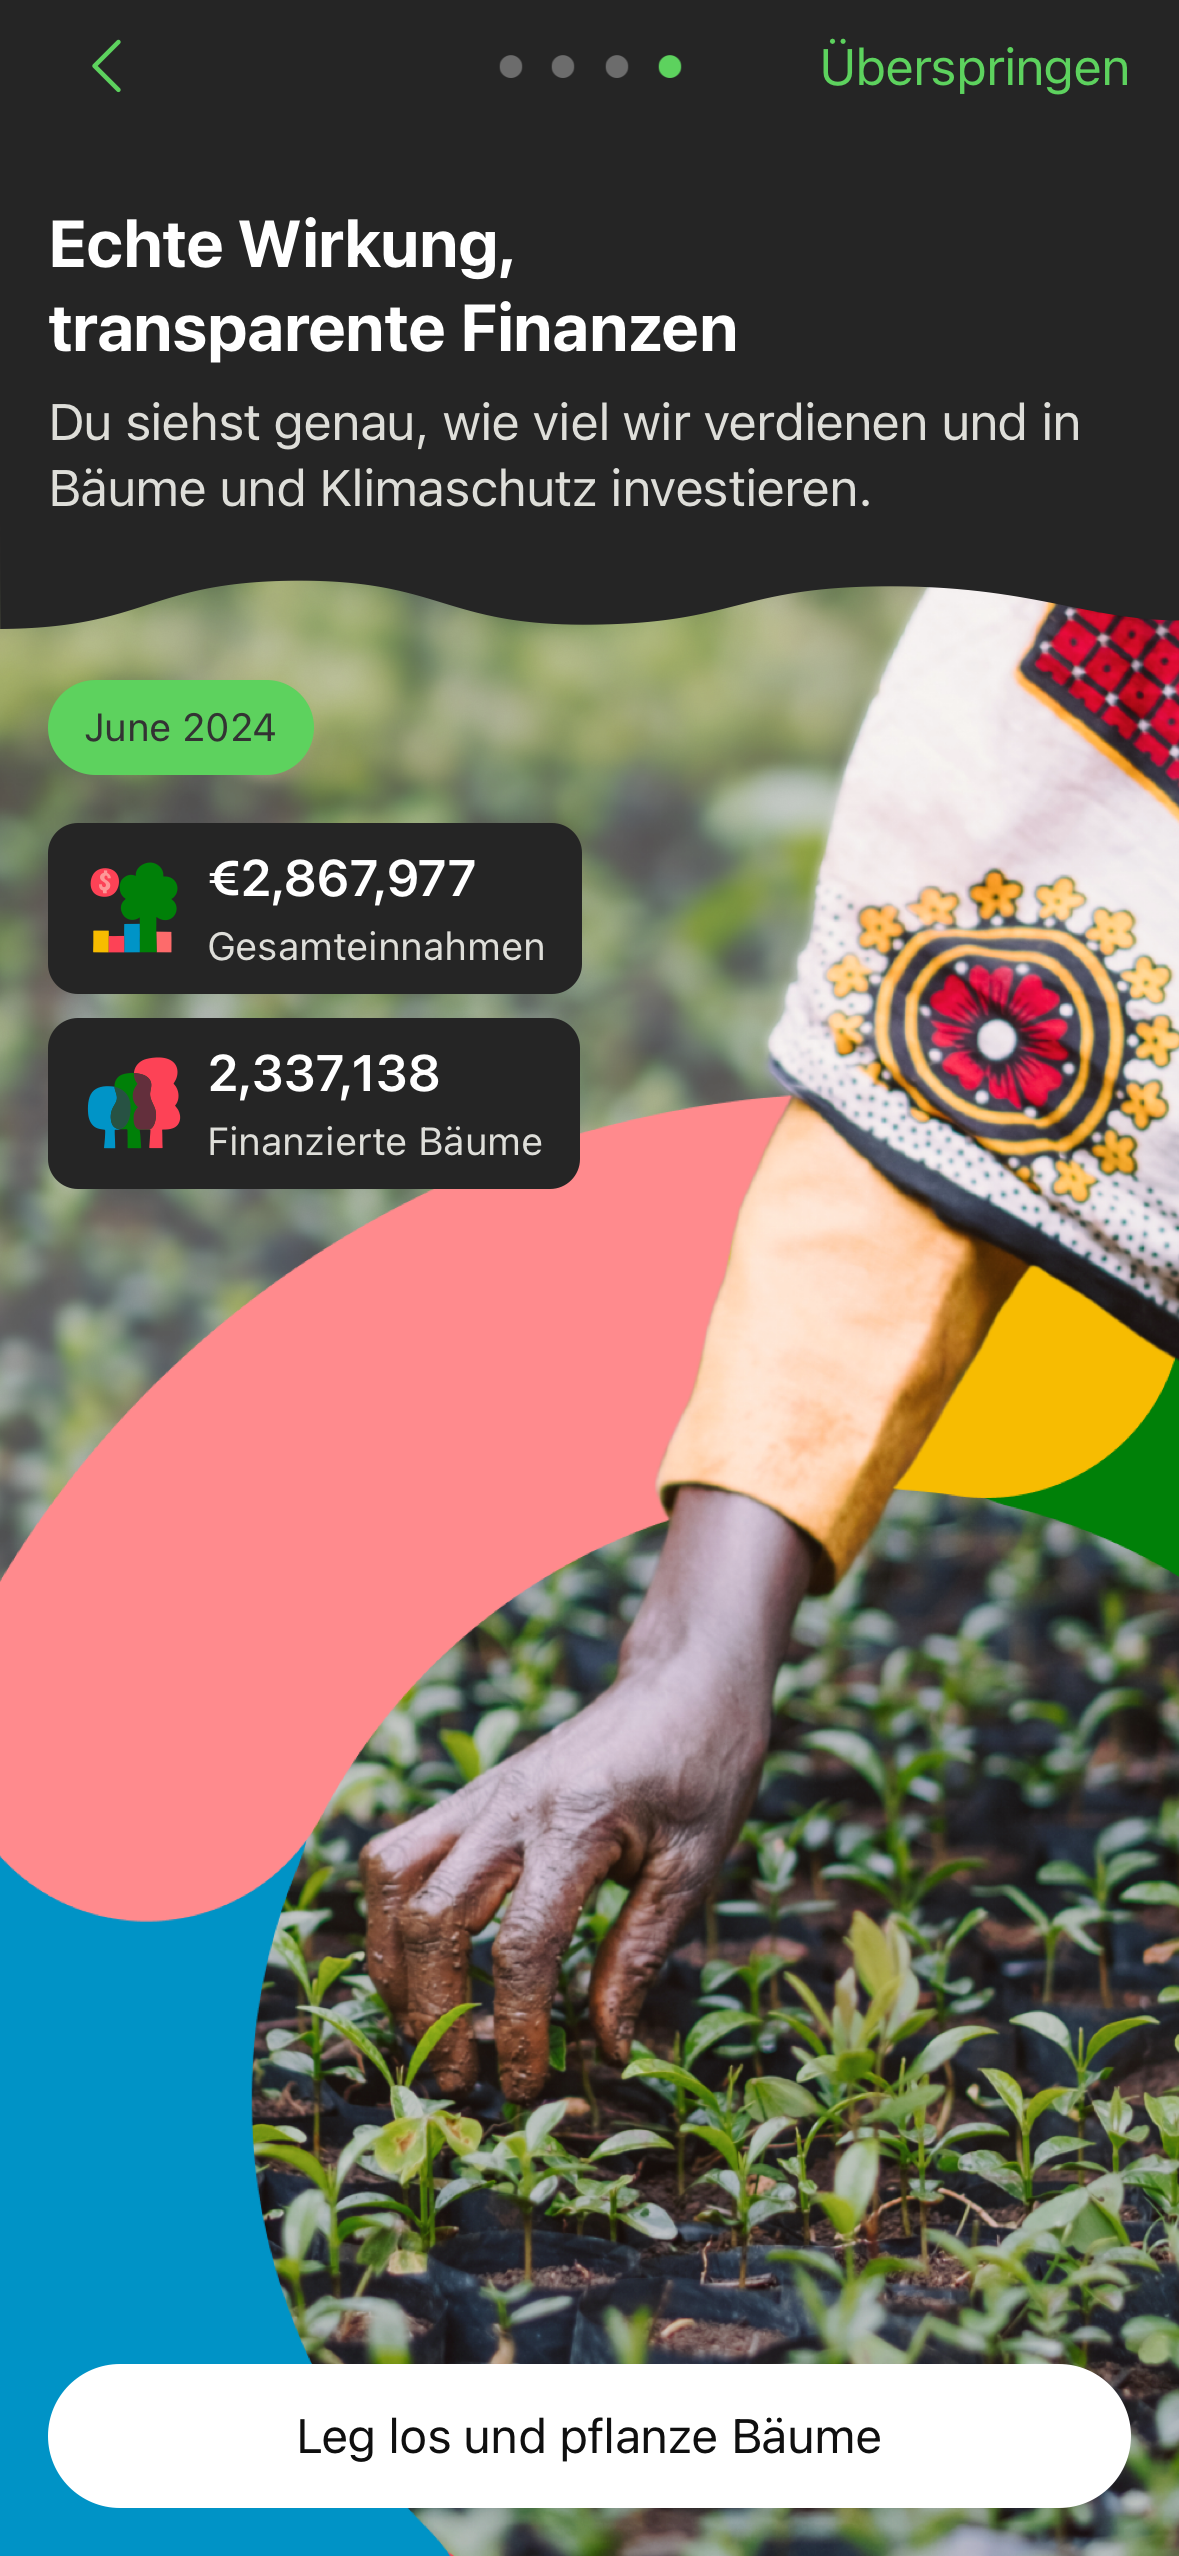 Überspringen
Echte Wirkung,
transparente Finanzen
Du siehst genau, wie viel wir verdienen und in
Bäume und Klimaschutz investieren.
June 2024
€2,867,977
Gesamteinnahmen
2,337,138
Finanzierte Bäume
Leg los und pflanze Bäume